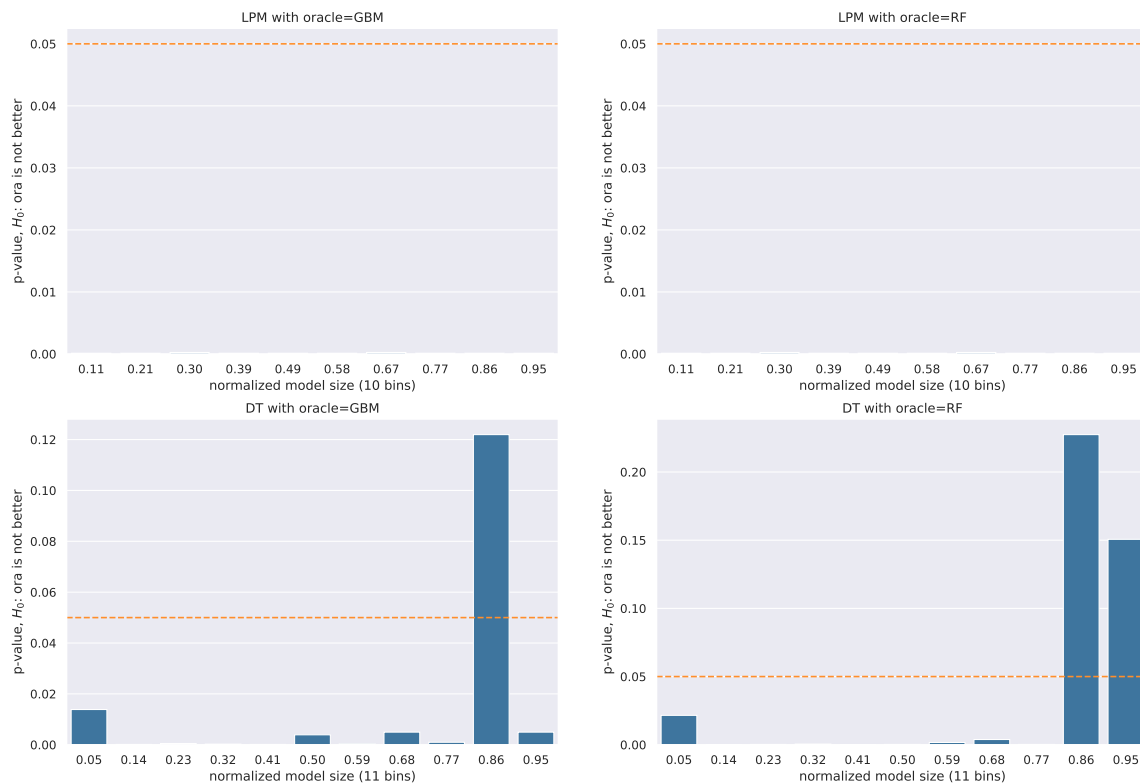 LPM with oracle=GBM
p-value, H₀: ora is not better
0.05
0.04
0.03
0.02
0.01
0.00
0.11 0.21 0.30 0.39 0.49 0.58 0.67 0.77 0.86 0.95
normalized model size (10 bins)
LPM with oracle=RF
p-value, H₀: ora is not better
0.05
0.04
0.03
0.02
0.01
0.00
0.11 0.21 0.30 0.39 0.49 0.58 0.67 0.77 0.86 0.95
normalized model size (10 bins)
DT with oracle=GBM
p-value, H₀: ora is not better
0.12
0.10
0.08
0.06
0.04
0.02
0.00
0.05 0.14 0.23 0.32 0.41 0.50 0.59 0.68 0.77 0.86 0.95
normalized model size (11 bins)
DT with oracle=RF
p-value, H₀: ora is not better
0.20
0.15
0.10
0.05
0.00
0.05 0.14 0.23 0.32 0.41 0.50 0.59 0.68 0.77 0.86 0.95
normalized model size (11 bins)